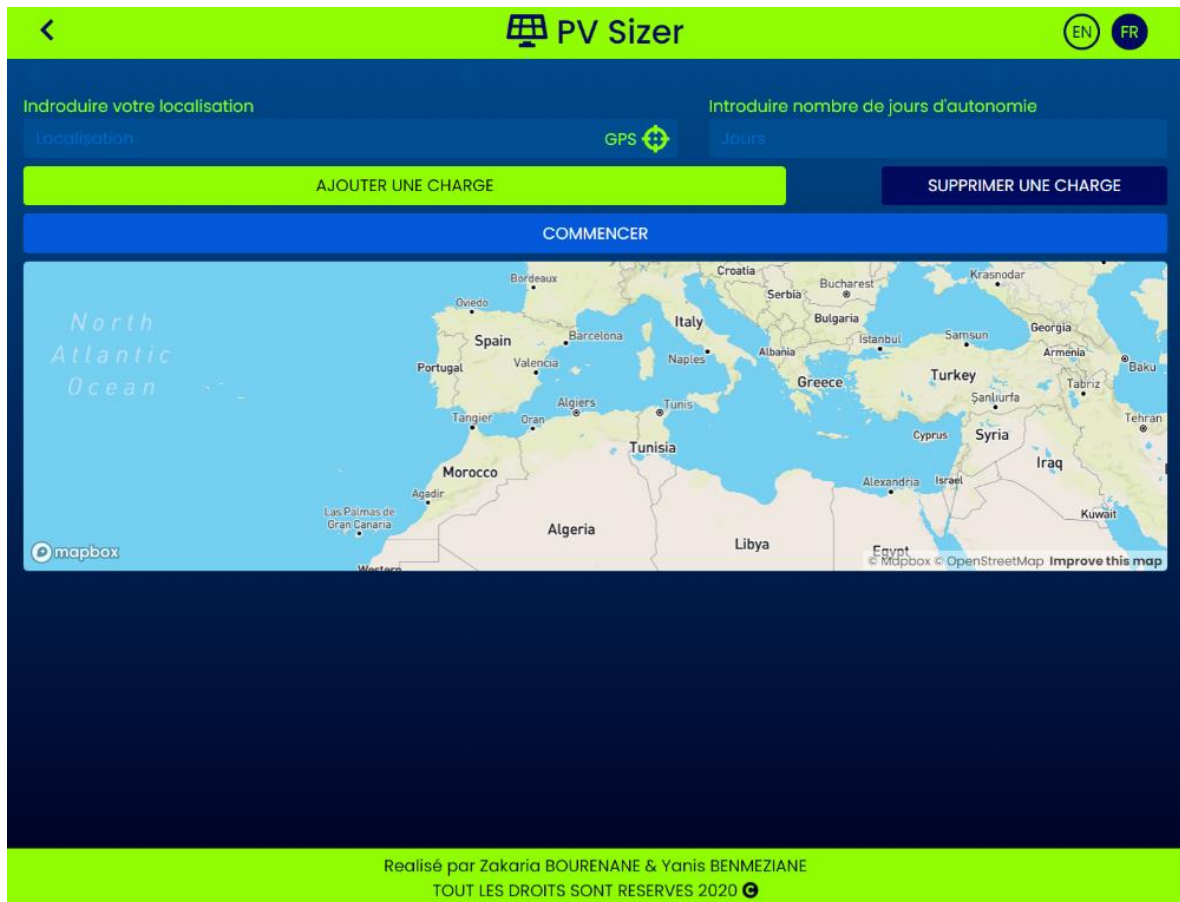 PV Sizer
EN FR
Indroduire votre localisation
Introduire nombre de jours d'autonomie
Localisation
GPS
Jours
AJOUTER UNE CHARGE
SUPPRIMER UNE CHARGE
COMMENCER
North
Atlantic
Ocean
Bordeaux
Croatia
Krasnodar
Serbia
Bucharest
Oviedo
Italy
Bulgaria
Georgia
Spain
Barcelona
Istanbul
Samsun
Portugal
Valencia
Naples
Albania
Armenia
Baku
Greece
Turkey
Tabriz
Şanlıurfa
Algiers
Tunis
Tangier
Oran
Tehran
Cyprus
Syria
Tunisia
Iraq
Morocco
Alexandria
Israel
Agadir
Las Palmas de
Gran Canaria
Kuwait
Algeria
Libya
Egypt
mapbox
© Mapbox © OpenStreetMap Improve this map
Western
Realisé par Zakaria BOURENANE & Yanis BENMEZIANE
TOUT LES DROITS SONT RESERVES 2020